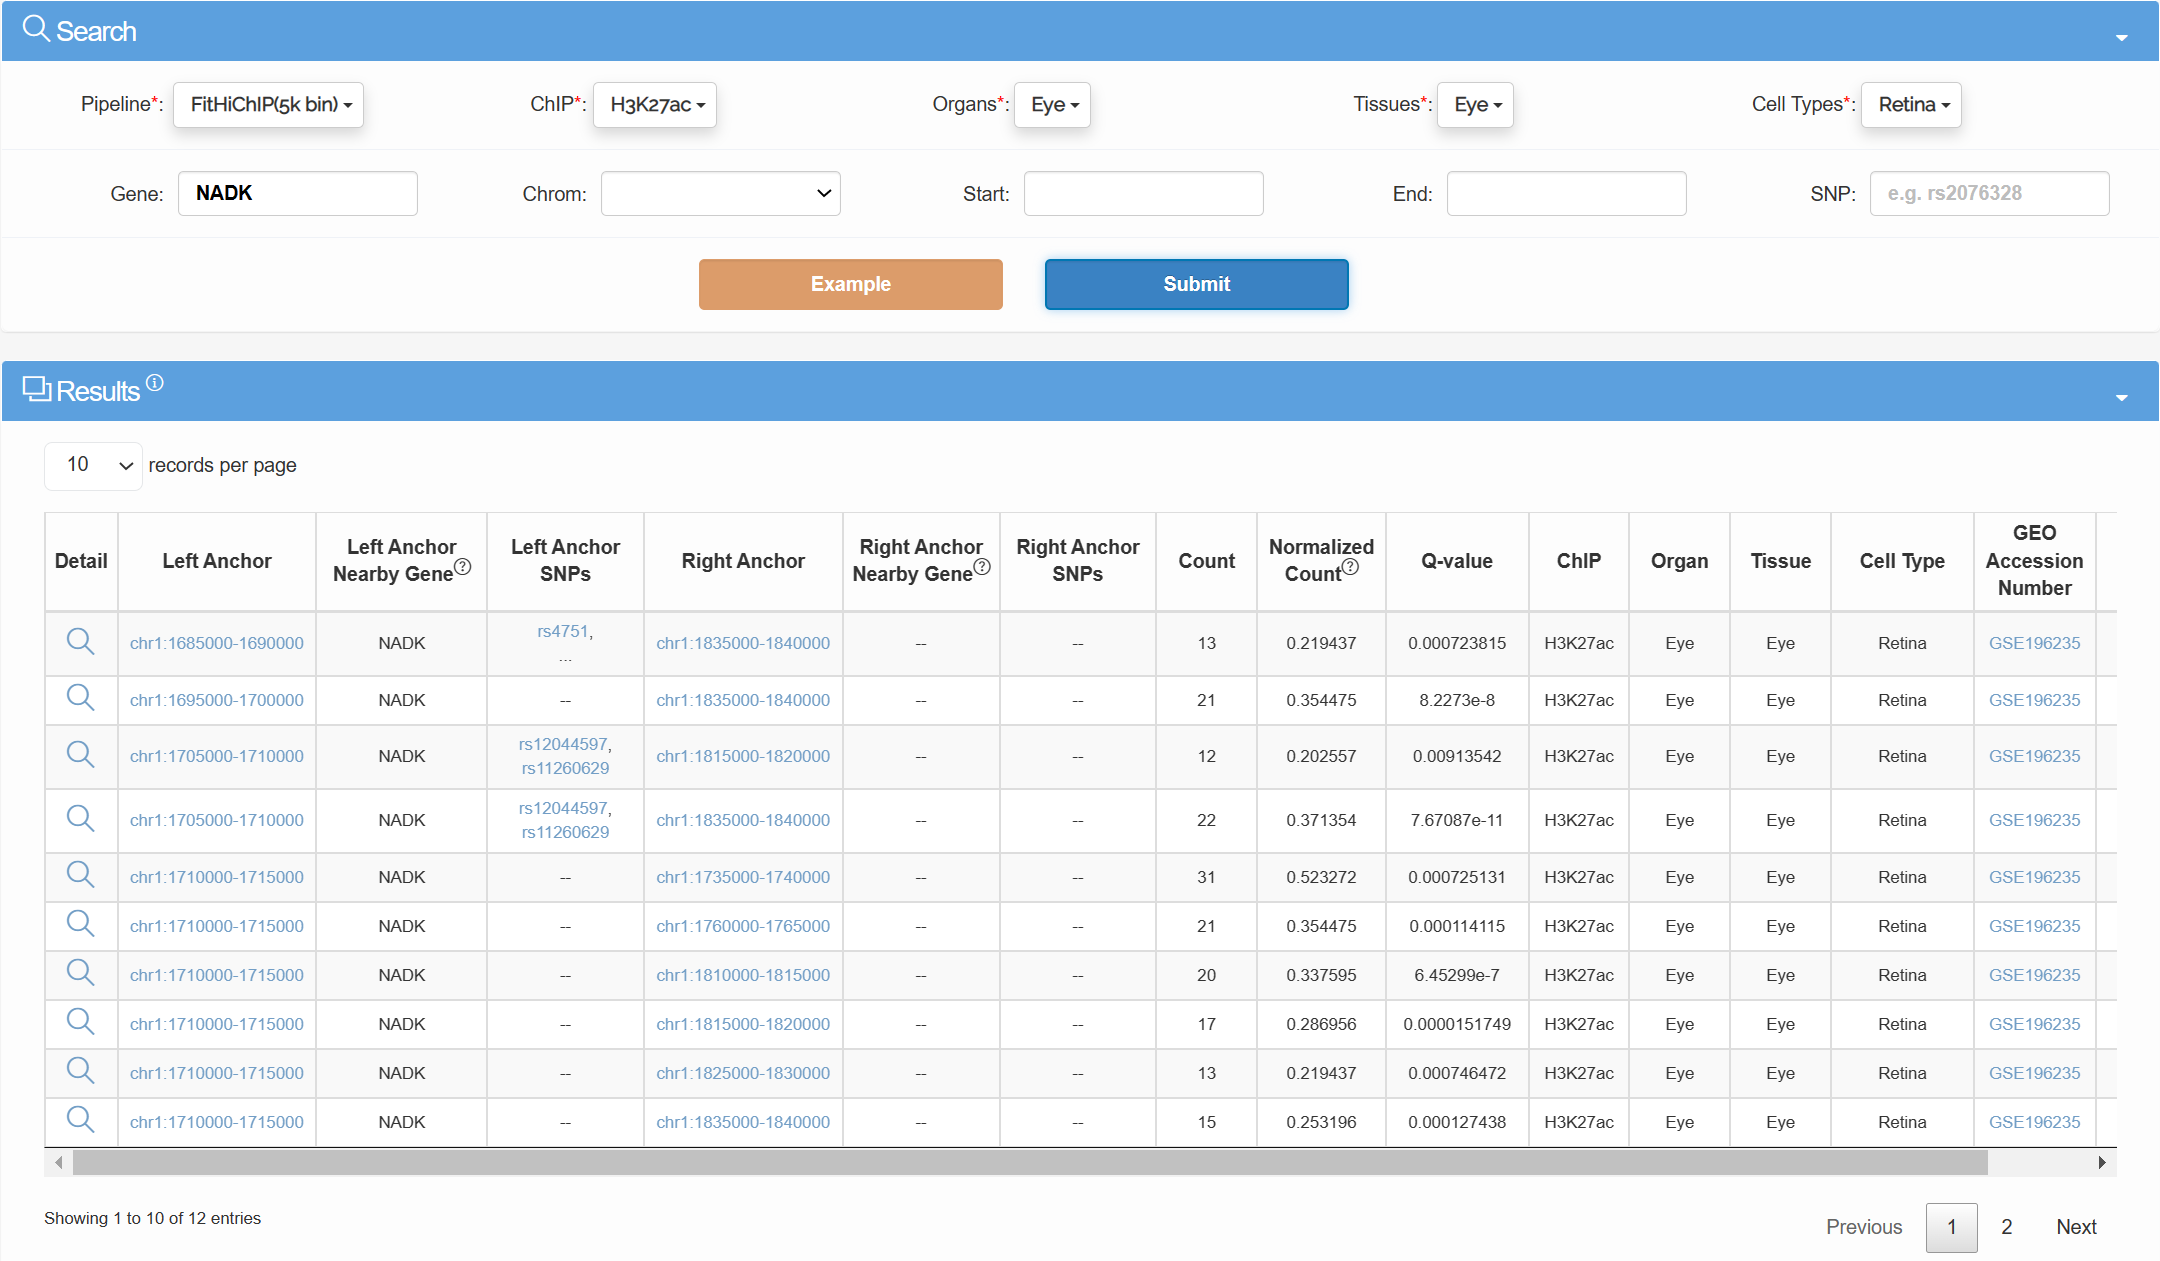 Search
Pipeline*: FitHiChIP(5k bin) ChIP*: H3K27ac Organs*: Eye Tissues*: Eye Cell Types*: Retina
Gene: NADK Chrom: Start: End: SNP: e.g. rs2076328
Example Submit
Results
10 records per page
Detail Left Anchor Left Anchor Nearby Gene Left Anchor SNPs Right Anchor Right Anchor Nearby Gene Right Anchor SNPs Count Normalized Count Q-value ChIP Organ Tissue Cell Type GEO Accession Number
chr1:1685000-1690000 NADK rs4751, ... chr1:1835000-1840000 -- -- 13 0.219437 0.000723815 H3K27ac Eye Eye Retina GSE196235
chr1:1695000-1700000 NADK -- chr1:1835000-1840000 -- -- 21 0.354475 8.2273e-8 H3K27ac Eye Eye Retina GSE196235
chr1:1705000-1710000 NADK rs12044597, rs11260629 chr1:1815000-1820000 -- -- 12 0.202557 0.00913542 H3K27ac Eye Eye Retina GSE196235
chr1:1705000-1710000 NADK rs12044597, rs11260629 chr1:1835000-1840000 -- -- 22 0.371354 7.67087e-11 H3K27ac Eye Eye Retina GSE196235
chr1:1710000-1715000 NADK -- chr1:1735000-1740000 -- -- 31 0.523272 0.000725131 H3K27ac Eye Eye Retina GSE196235
chr1:1710000-1715000 NADK -- chr1:1760000-1765000 -- -- 21 0.354475 0.000114115 H3K27ac Eye Eye Retina GSE196235
chr1:1710000-1715000 NADK -- chr1:1810000-1815000 -- -- 20 0.337595 6.45299e-7 H3K27ac Eye Eye Retina GSE196235
chr1:1710000-1715000 NADK -- chr1:1815000-1820000 -- -- 17 0.286956 0.0000151749 H3K27ac Eye Eye Retina GSE196235
chr1:1710000-1715000 NADK -- chr1:1825000-1830000 -- -- 13 0.219437 0.000746472 H3K27ac Eye Eye Retina GSE196235
chr1:1710000-1715000 NADK -- chr1:1835000-1840000 -- -- 15 0.253196 0.000127438 H3K27ac Eye Eye Retina GSE196235
Showing 1 to 10 of 12 entries
Previous 1 2 Next